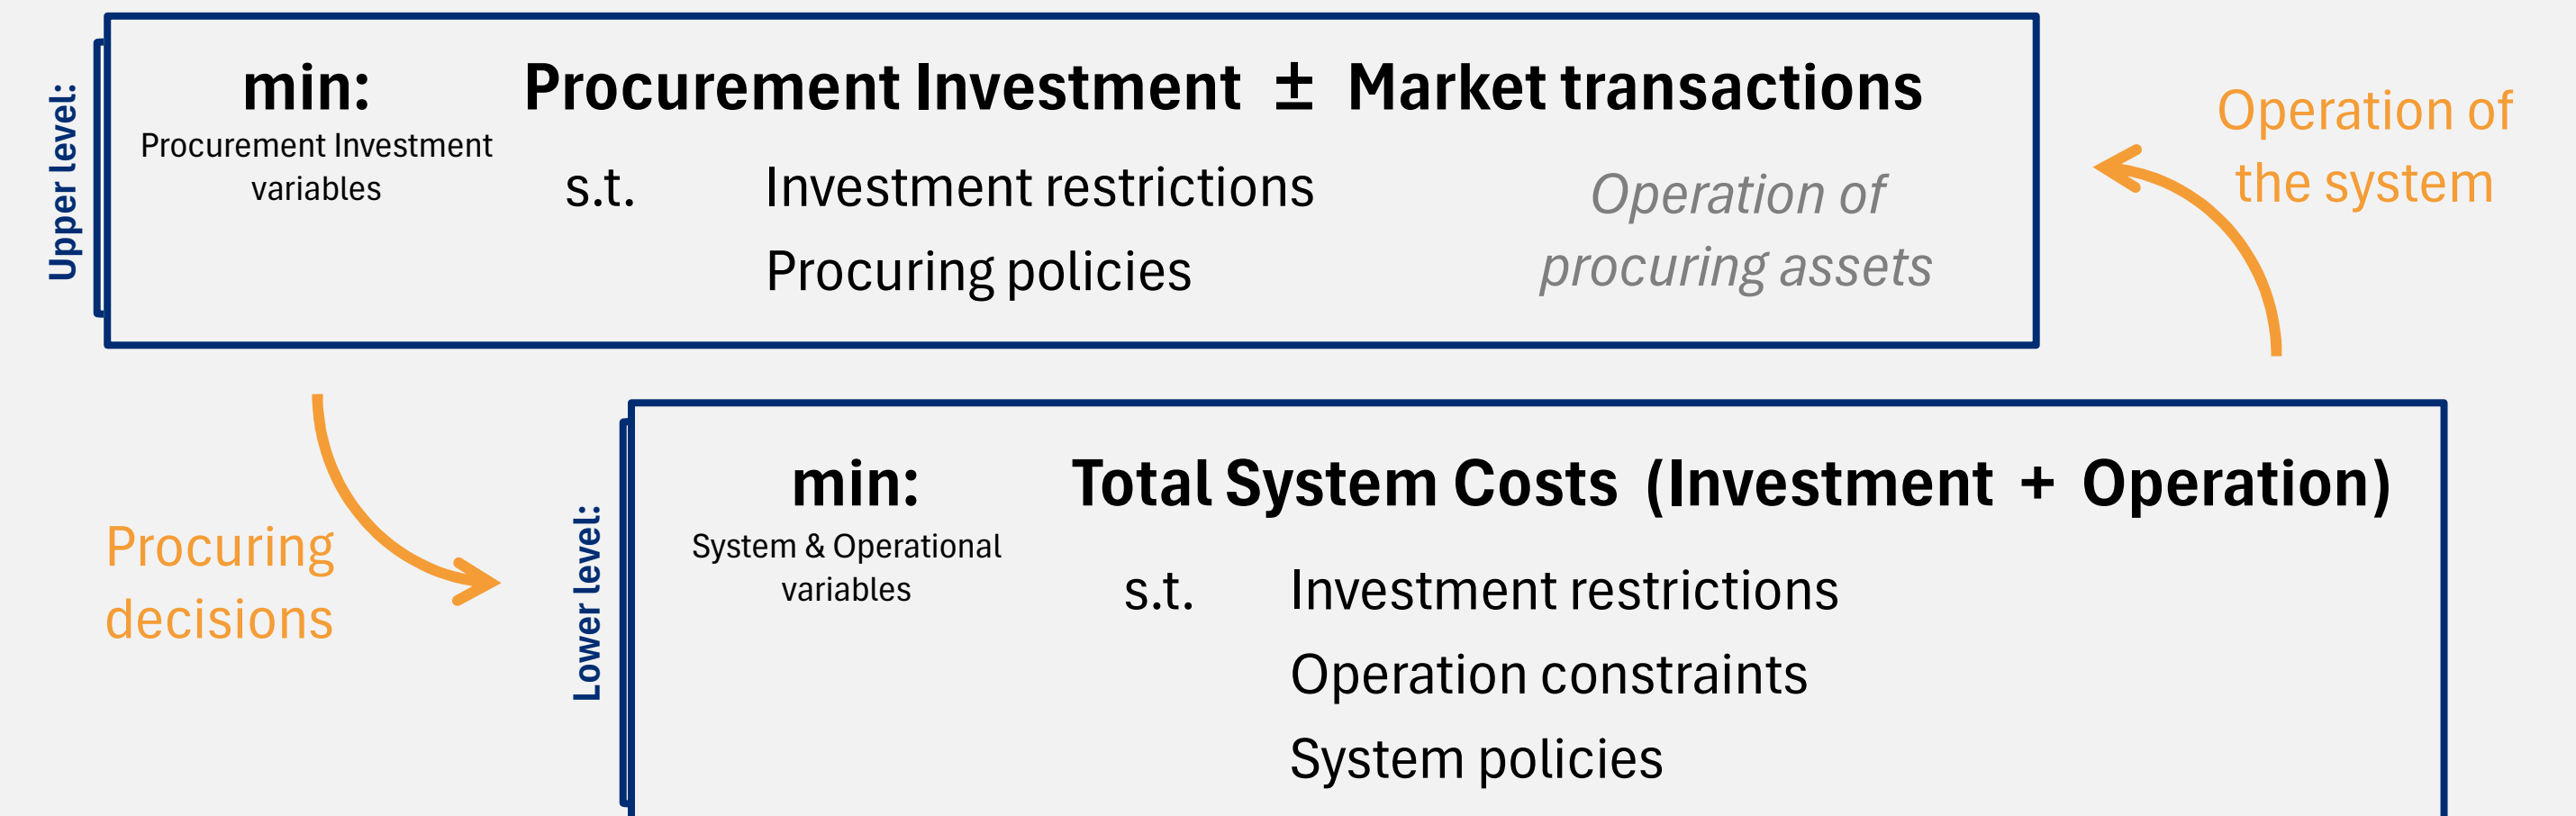 Upper level:
min:
Procurement Investment
variables
Procurement Investment ± Market transactions
s.t. Investment restrictions
Procuring policies
Operation of
procuring assets
Operation of
the system
Procuring
decisions
Lower level:
min:
System & Operational
variables
Total System Costs (Investment + Operation)
s.t. Investment restrictions
Operation constraints
System policies